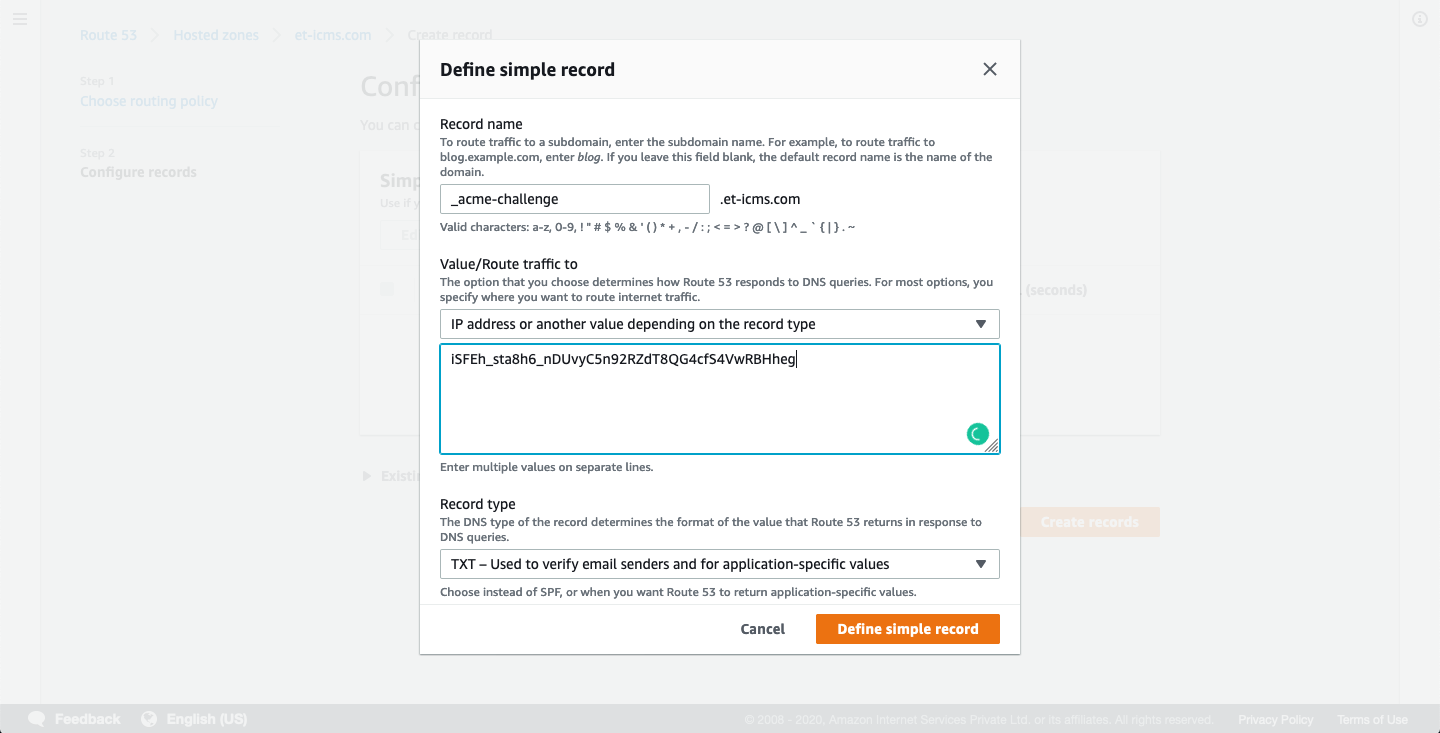 Route 53
Hosted zones
et-icms.com
Create record
Step 1
Choose routing policy
Step 2
Configure records
Conf
You can
Simp
Use if y
Ed
(seconds)
Existi
Create records
Define simple record
Record name
To route traffic to a subdomain, enter the subdomain name. For example, to route traffic to
blog.example.com, enter blog. If you leave this field blank, the default record name is the name of the
domain.
_acme-challenge
.et-icms.com
Valid characters: a-z, 0-9, ! " # $ % & ' ( ) * + , - / : ; < = > ? @ [ \ ] ^ _ ` { | } . ~
Value/Route traffic to
The option that you choose determines how Route 53 responds to DNS queries. For most options, you
specify where you want to route internet traffic.
IP address or another value depending on the record type
iSFEh_sta8h6_nDUvyC5n92RZdT8QG4cfS4VwRBHheg
Enter multiple values on separate lines.
Record type
The DNS type of the record determines the format of the value that Route 53 returns in response to
DNS queries.
TXT – Used to verify email senders and for application-specific values
Choose instead of SPF, or when you want Route 53 to return application-specific values.
Cancel
Define simple record
Feedback
English (US)
© 2008 - 2020, Amazon Internet Services Private Ltd. or its affiliates. All rights reserved.
Privacy Policy
Terms of Use